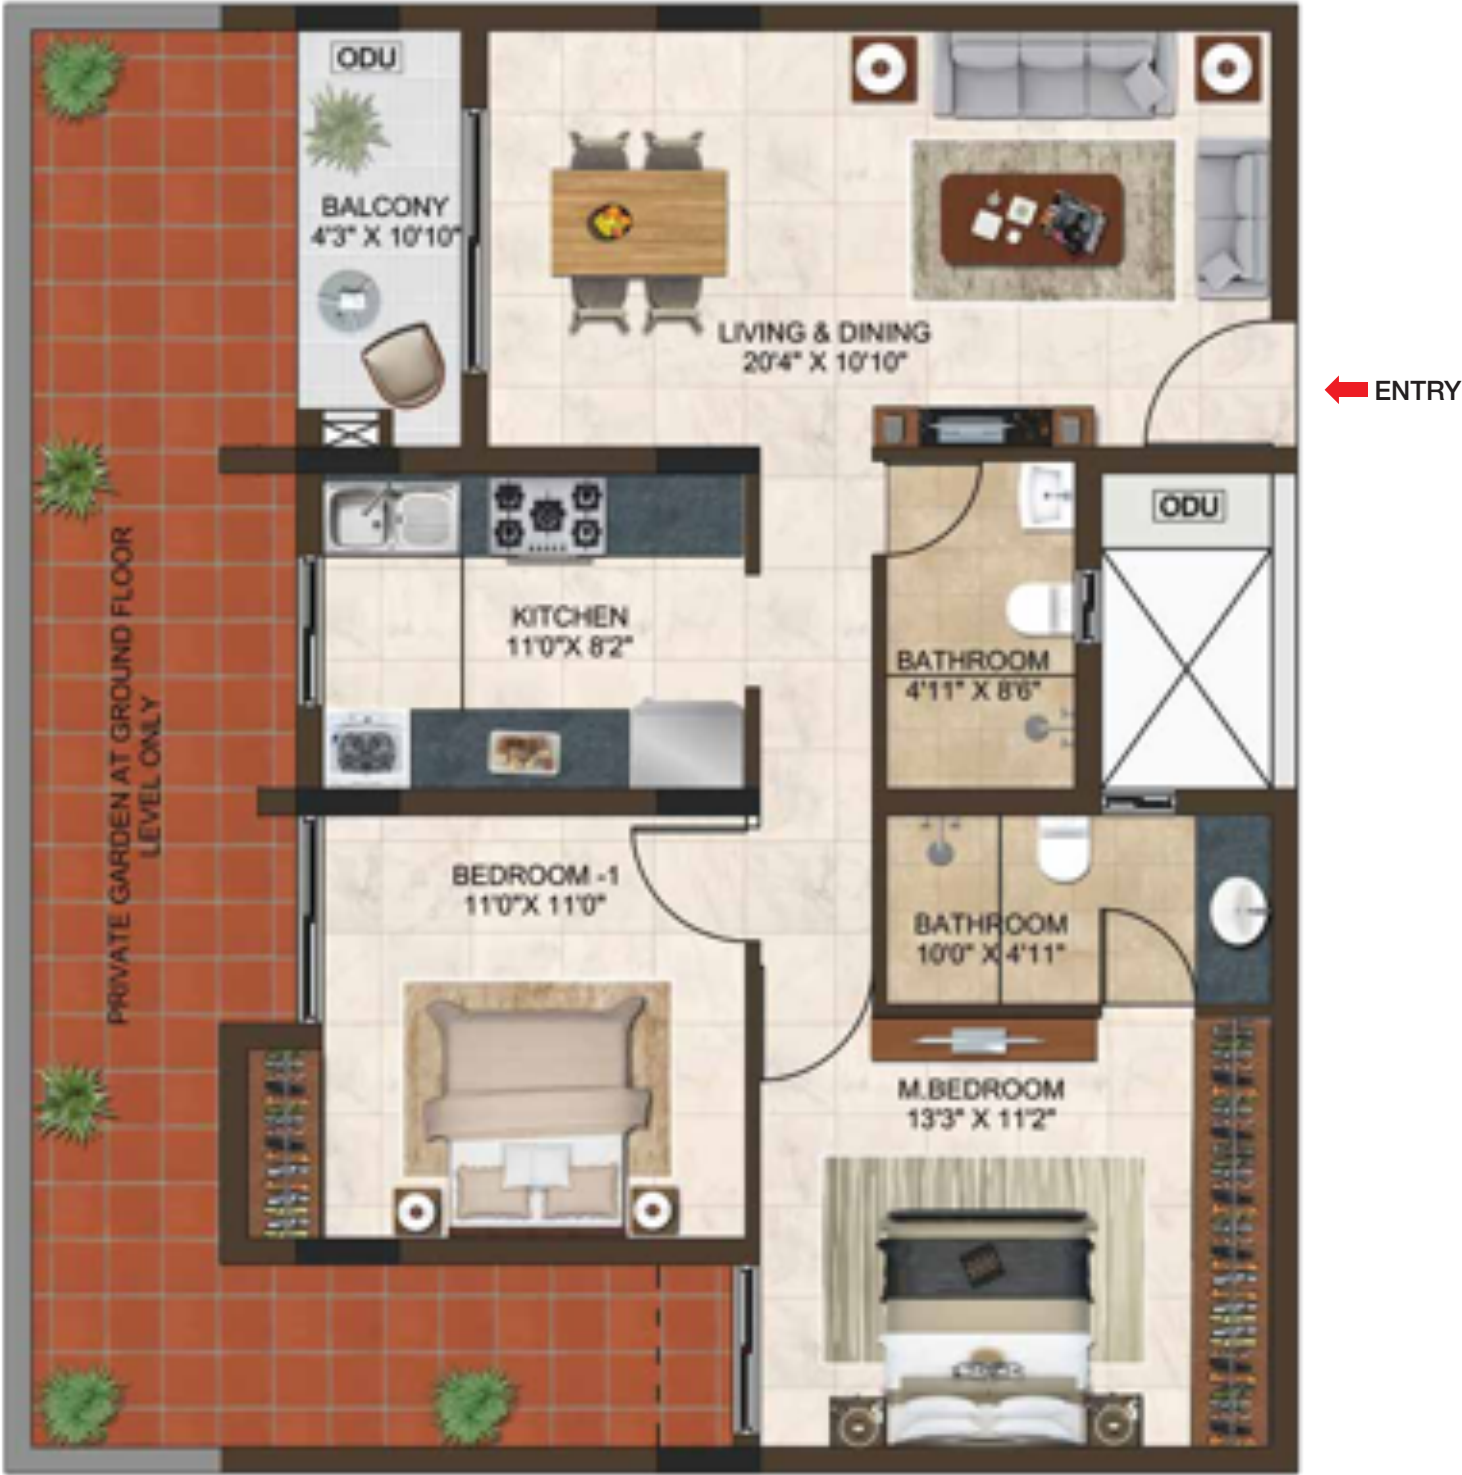 ODU
BALCONY
4'3" X 10'10"
LIVING & DINING
20'4" X 10'10"
ENTRY
ODU
KITCHEN
11'0"X 8'2"
BATHROOM
4'11" X 8'6"
PRIVATE GARDEN AT GROUND FLOOR
LEVEL ONLY
BEDROOM -1
11'0"X 11'0"
BATHROOM
10'0" X 4'11"
M.BEDROOM
13'3" X 11'2"